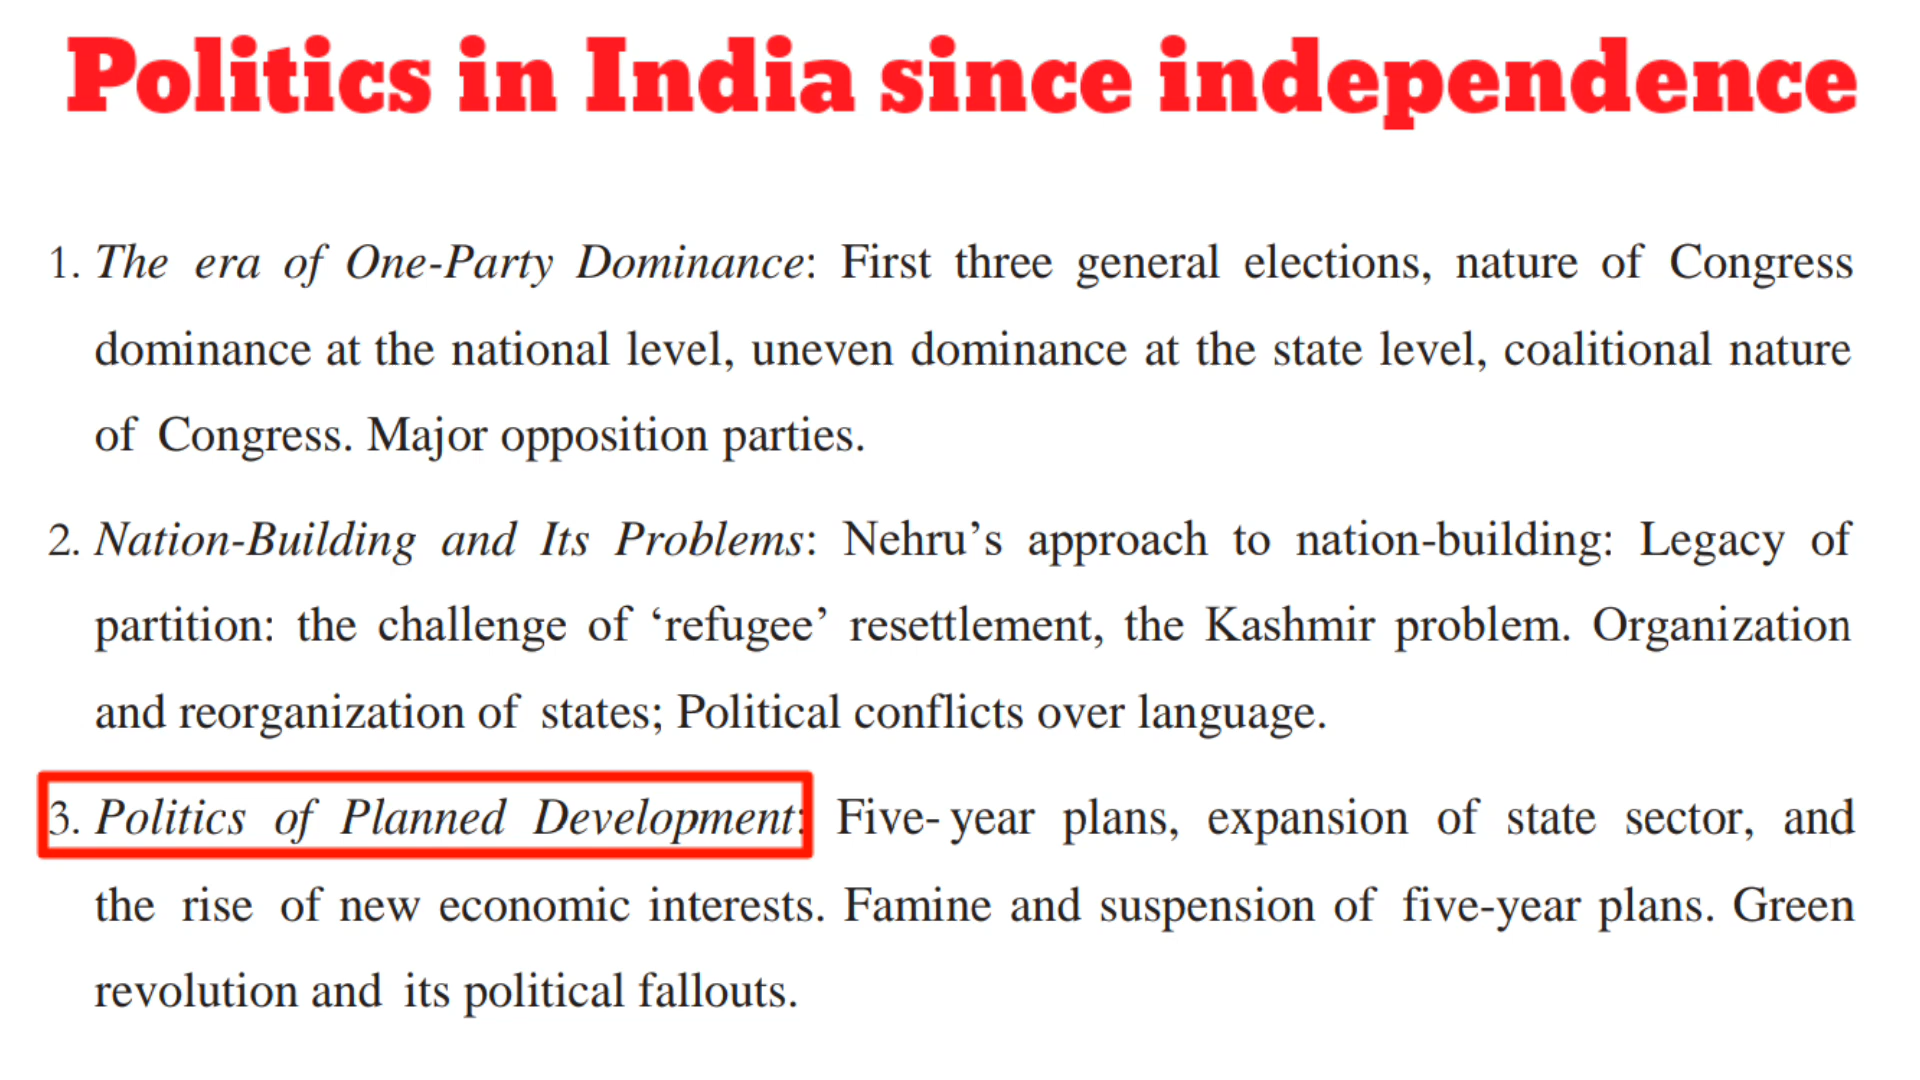 Politics in India since independence
1. The era of One-Party Dominance: First three general elections, nature of Congress
dominance at the national level, uneven dominance at the state level, coalitional nature
of Congress. Major opposition parties.
2. Nation-Building and Its Problems: Nehru’s approach to nation-building: Legacy of
partition: the challenge of ‘refugee’ resettlement, the Kashmir problem. Organization
and reorganization of states; Political conflicts over language.
3. Politics of Planned Development: Five- year plans, expansion of state sector, and
the rise of new economic interests. Famine and suspension of five-year plans. Green
revolution and its political fallouts.